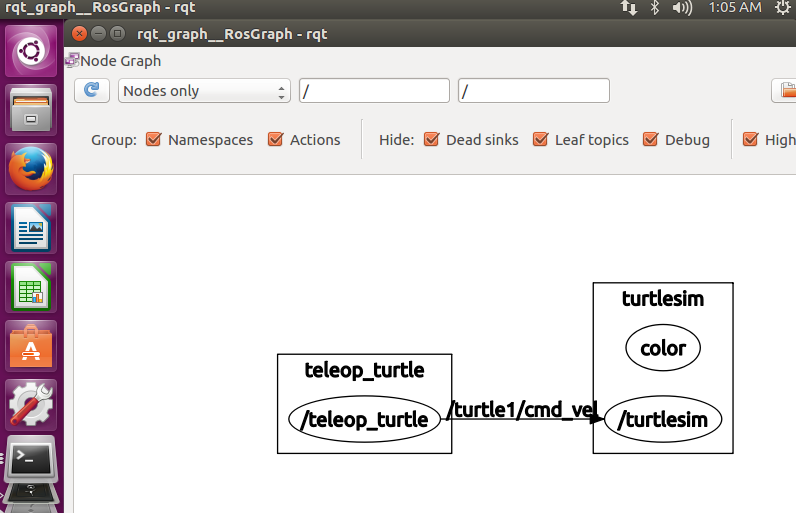 rqt_graph__RosGraph - rqt
1:05 AM
rqt_graph__RosGraph - rqt
Node Graph
Nodes only / /
Group: Namespaces Actions Hide: Dead sinks Leaf topics Debug High
turtlesim
color
teleop_turtle
/teleop_turtle /turtle1/cmd_vel /turtlesim
>_